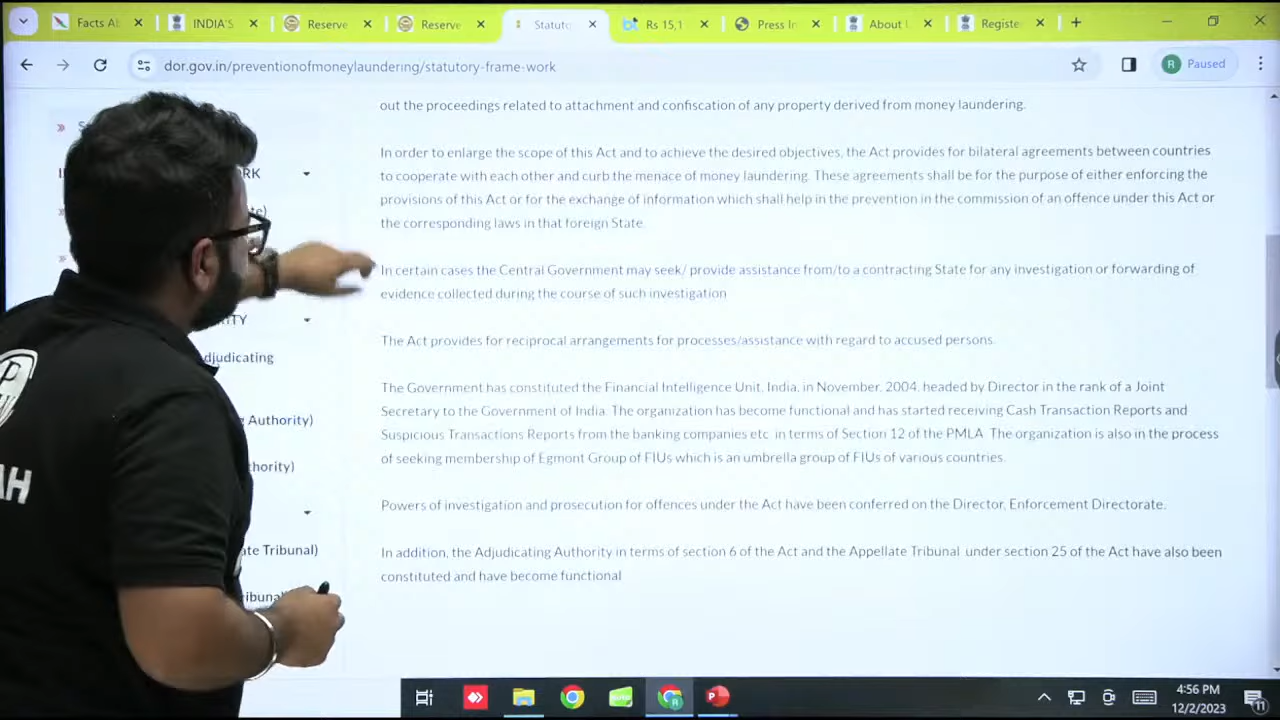 Facts Al
INDIA'S
Reserve
Reserve
Statuto
Rs 15,1
Press In
About
Registe
dor.gov.in/preventionofmoneylaundering/statutory-frame-work
R
Paused
out the proceedings related to attachment and confiscation of any property derived from money laundering.
In order to enlarge the scope of this Act and to achieve the desired objectives, the Act provides for bilateral agreements between countries
to cooperate with each other and curb the menace of money laundering. These agreements shall be for the purpose of either enforcing the
provisions of this Act or for the exchange of information which shall help in the prevention in the commission of an offence under this Act or
the corresponding laws in that foreign State.
In certain cases the Central Government may seek/ provide assistance from/to a contracting State for any investigation or forwarding of
evidence collected during the course of such investigation
The Act provides for reciprocal arrangements for processes/assistance with regard to accused persons.
The Government has constituted the Financial Intelligence Unit, India, in November, 2004, headed by Director in the rank of a Joint
Secretary to the Government of India. The organization has become functional and has started receiving Cash Transaction Reports and
Suspicious Transactions Reports from the banking companies etc in terms of Section 12 of the PMLA The organization is also in the process
of seeking membership of Egmont Group of FIUs which is an umbrella group of FIUs of various countries.
Powers of investigation and prosecution for offences under the Act have been conferred on the Director, Enforcement Directorate.
In addition, the Adjudicating Authority in terms of section 6 of the Act and the Appellate Tribunal under section 25 of the Act have also been
constituted and have become functional
RK
ITY
djudicating
Authority)
hority)
ate Tribunal)
ribunal
AH
4:56 PM
12/2/2023
11